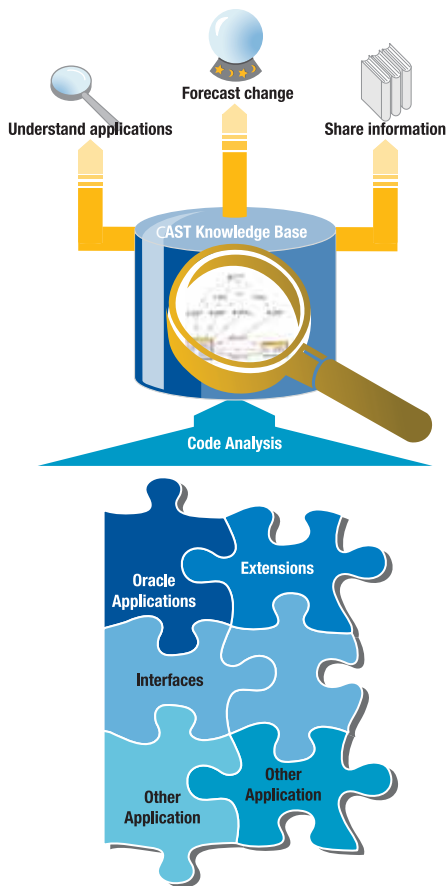 Forecast change
Understand applications
Share information
CAST Knowledge Base
Code Analysis
Oracle
Applications
Extensions
Interfaces
Other
Application
Other
Application